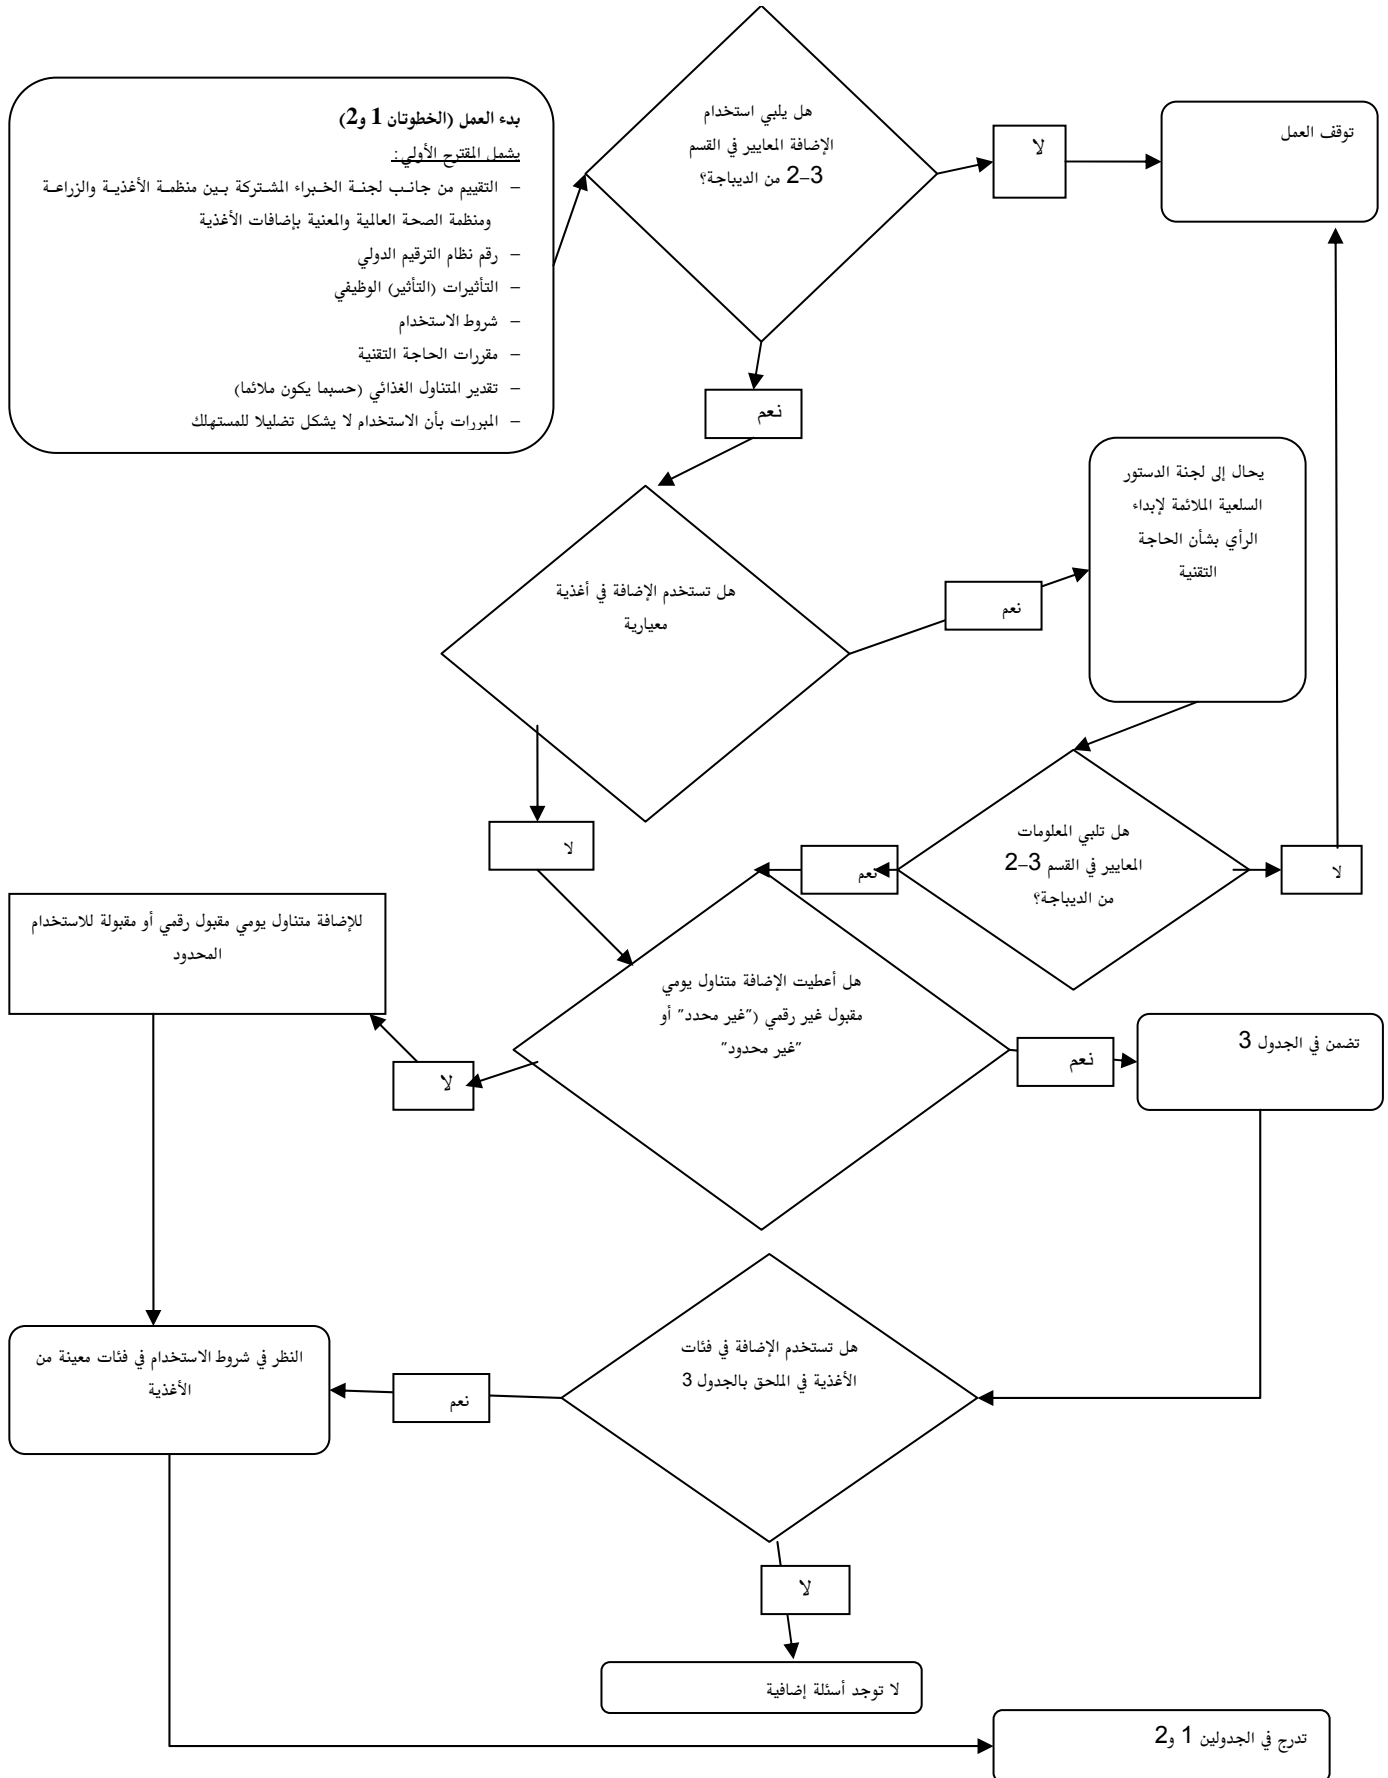 بدء العمل (الخطوتان 1 و2)
يشمل المقترح الأولي:
– التقييم من جانب لجنة الخبراء المشتركة بين منظمة الأغذية والزراعة
ومنظمة الصحة العالمية والمعنية بإضافات الأغذية
– رقم نظام الترقيم الدولي
– التأثيرات (التأثير) الوظيفي
– شروط الاستخدام
– مقررات الحاجة التقنية
– تقدير المتناول الغذائي (حسبما يكون ملائما)
– المبررات بأن الاستخدام لا يشكل تضليلا للمستهلك
هل يلبي استخدام
الإضافة المعايير في القسم
3–2 من الديباجة؟
لا
توقف العمل
نعم
هل تستخدم الإضافة في أغذية
معيارية
نعم
يحال إلى لجنة الدستور
السلعية الملائمة لإبداء
الرأي بشأن الحاجة
التقنية
لا
هل تلبي المعلومات
المعايير في القسم 3–2
من الديباجة؟
لا
نعم
هل أعطيت الإضافة متناول يومي
مقبول غير رقمي ("غير محدد" أو
"غير محدود"
لا
للإضافة متناول يومي مقبول رقمي أو مقبولة للاستخدام
المحدود
نعم
تضمن في الجدول 3
هل تستخدم الإضافة في فئات
الأغذية في الملحق بالجدول 3
نعم
النظر في شروط الاستخدام في فئات معينة من
الأغذية
لا
لا توجد أسئلة إضافية
تدرج في الجدولين 1 و2